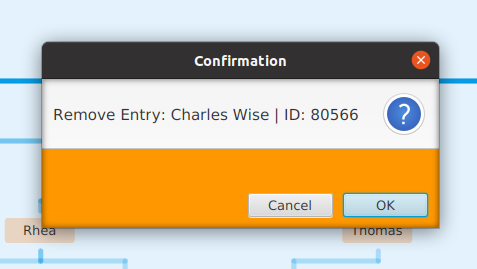 Confirmation
Remove Entry: Charles Wise | ID: 80566
?
Cancel OK
Rhea Thomas